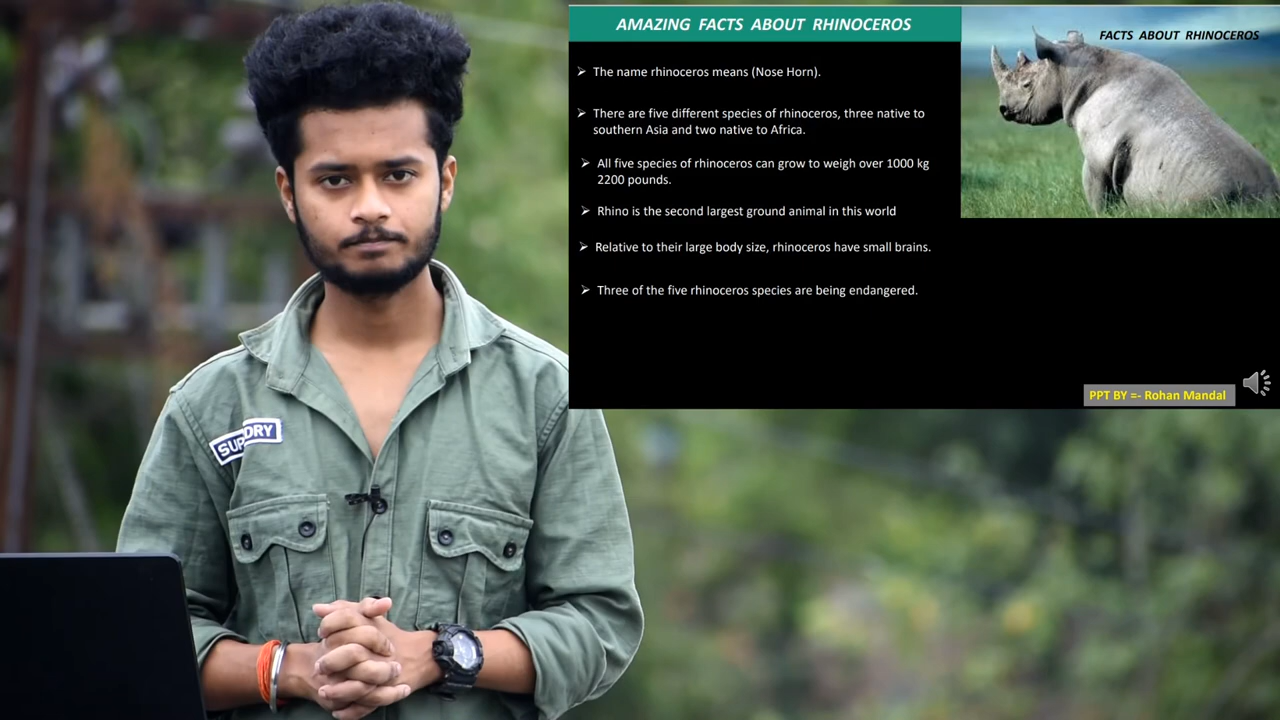 AMAZING FACTS ABOUT RHINOCEROS
FACTS ABOUT RHINOCEROS
The name rhinoceros means (Nose Horn).
There are five different species of rhinoceros, three native to
southern Asia and two native to Africa.
All five species of rhinoceros can grow to weigh over 1000 kg
2200 pounds.
Rhino is the second largest ground animal in this world
Relative to their large body size, rhinoceros have small brains.
Three of the five rhinoceros species are being endangered.
PPT BY =- Rohan Mandal
SUP DRY